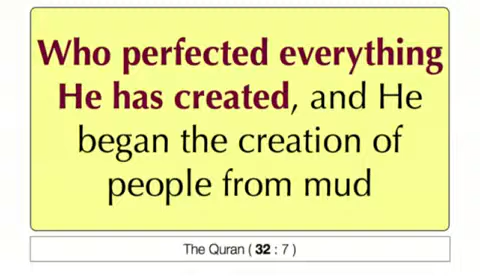 Who perfected everything
He has created, and He
began the creation of
people from mud
The Quran ( 32 : 7 )